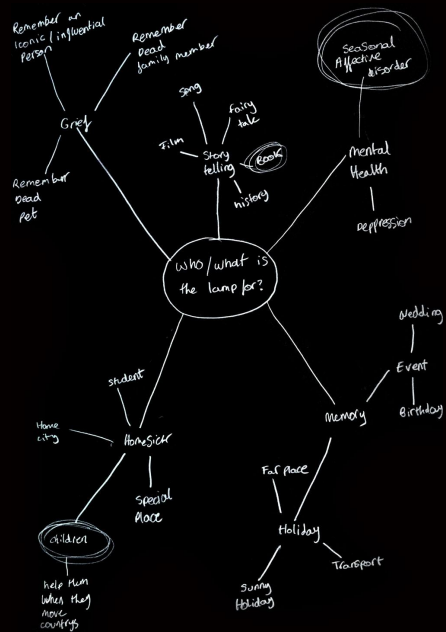 Remember an
iconic/influential
Person
Remember
Dead
family member
Grief
Remember
Dead
Pet
Song
Fairy
tale
Film
Story
telling
Book
history
Seasonal
Affective
Disorder
Mental
Health
Deppression
who/what is
the lamp for?
Student
Home
city
HomeSick
Special
Place
Children
help them
when they
move
countrys
Memory
Event
Wedding
Birthday
Far place
Holiday
Sunny
Holiday
Transport